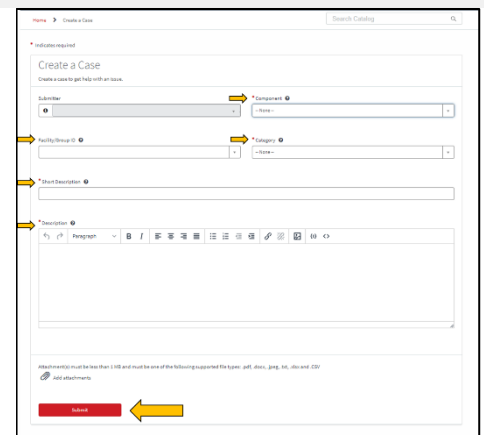 Home > Create a Case
Search Catalog
* Indicates required
Create a Case
Create a case to get help with an issue.
Submitter
* Component
-- None --
Facility/Group ID
* Category
-- None --
* Short Description
* Description
Paragraph
B I
Attachment(s) must be less than 1 MB and must be one of the following supported file types: .pdf, .docx, .jpeg, .txt, .xlsx and .CSV
Add attachments
Submit